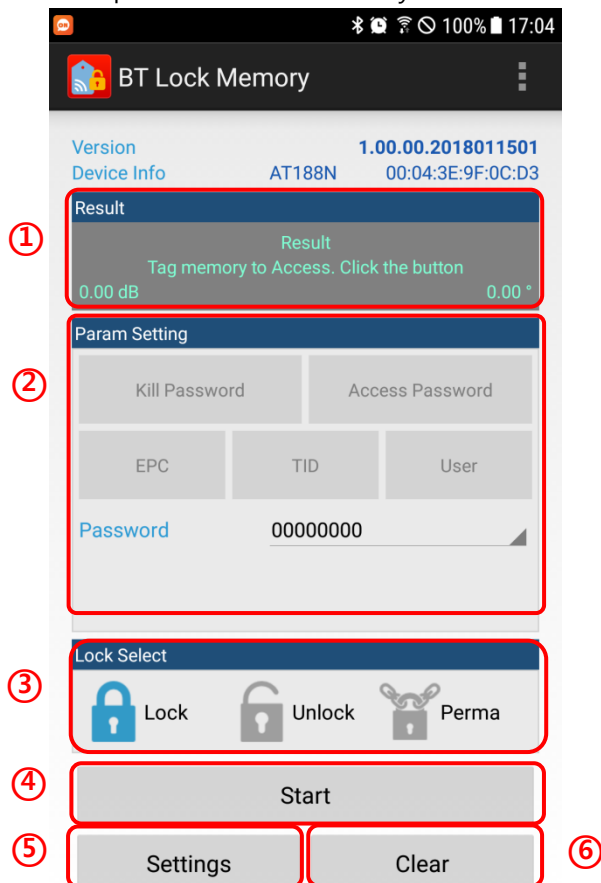 100% 17:04
BT Lock Memory
Version 1.00.00.2018011501
Device Info AT188N 00:04:3E:9F:0C:D3
① Result
Result
Tag memory to Access. Click the button
0.00 dB 0.00 °
Param Setting
② Kill Password Access Password
EPC TID User
Password 00000000
Lock Select
③ Lock Unlock Perma
④ Start
⑤ Settings Clear ⑥